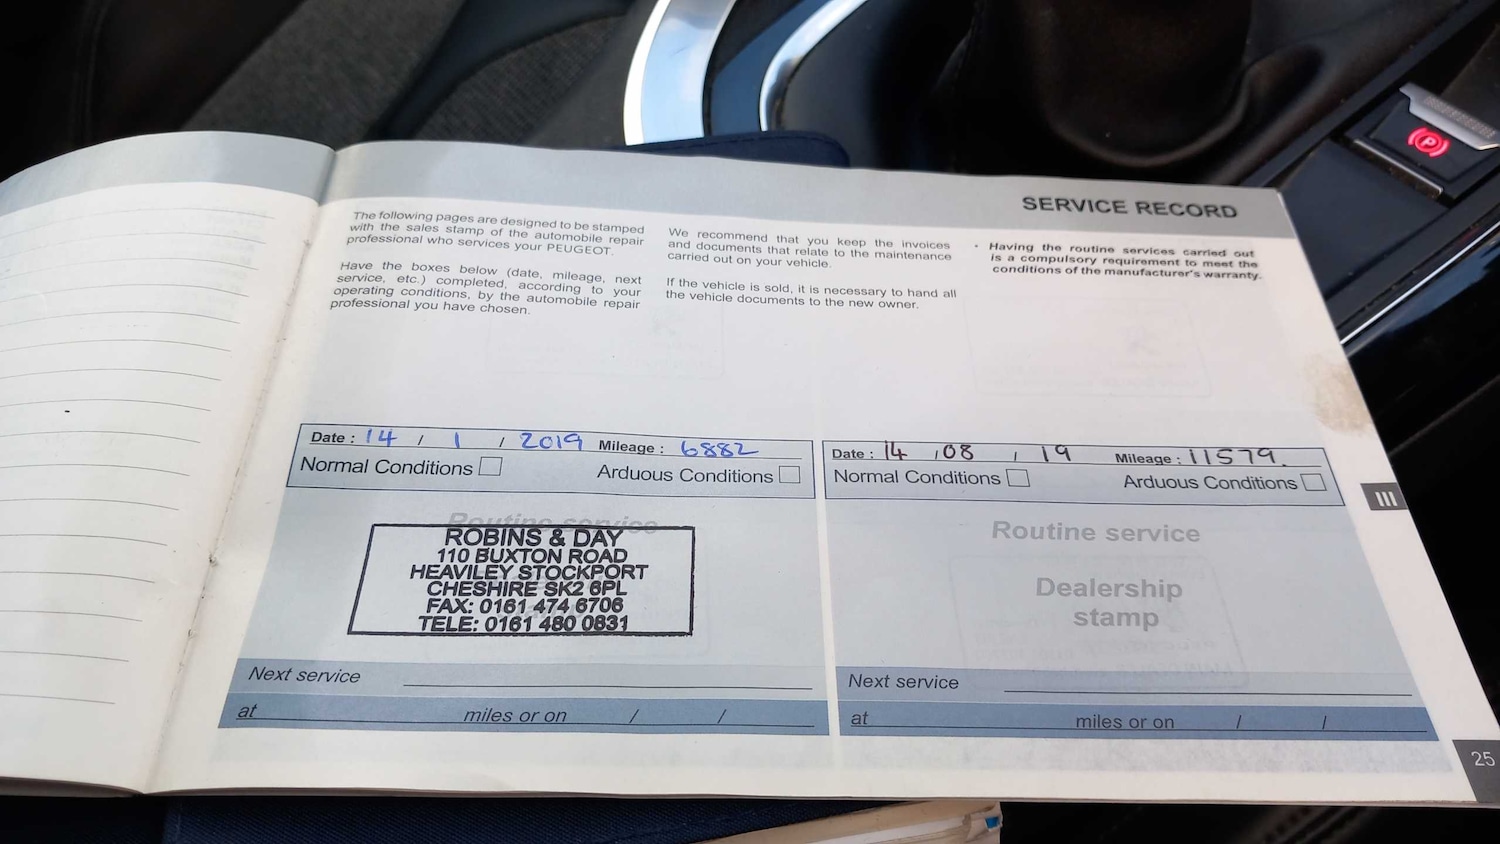 SERVICE RECORD
The following pages are designed to be stamped
with the sales stamp of the automobile repair
professional who services your PEUGEOT.
Have the boxes below (date, mileage, next
service, etc.) completed, according to your
operating conditions, by the automobile repair
professional you have chosen.
We recommend that you keep the invoices
and documents that relate to the maintenance
carried out on your vehicle.
If the vehicle is sold, it is necessary to hand all
the vehicle documents to the new owner.
• Having the routine services carried out
is a compulsory requirement to meet the
conditions of the manufacturer's warranty.
Date : 14 / 1 / 2019 Mileage : 6882
Normal Conditions Arduous Conditions
Routine service
ROBINS & DAY
110 BUXTON ROAD
HEAVILEY STOCKPORT
CHESHIRE SK2 6PL
FAX: 0161 474 6706
TELE: 0161 480 0831
Next service
at miles or on / /
Date : 14 / 08 / 19 Mileage : 11579.
Normal Conditions Arduous Conditions
Routine service
Dealership
stamp
Next service
at miles or on / /
III
25
P